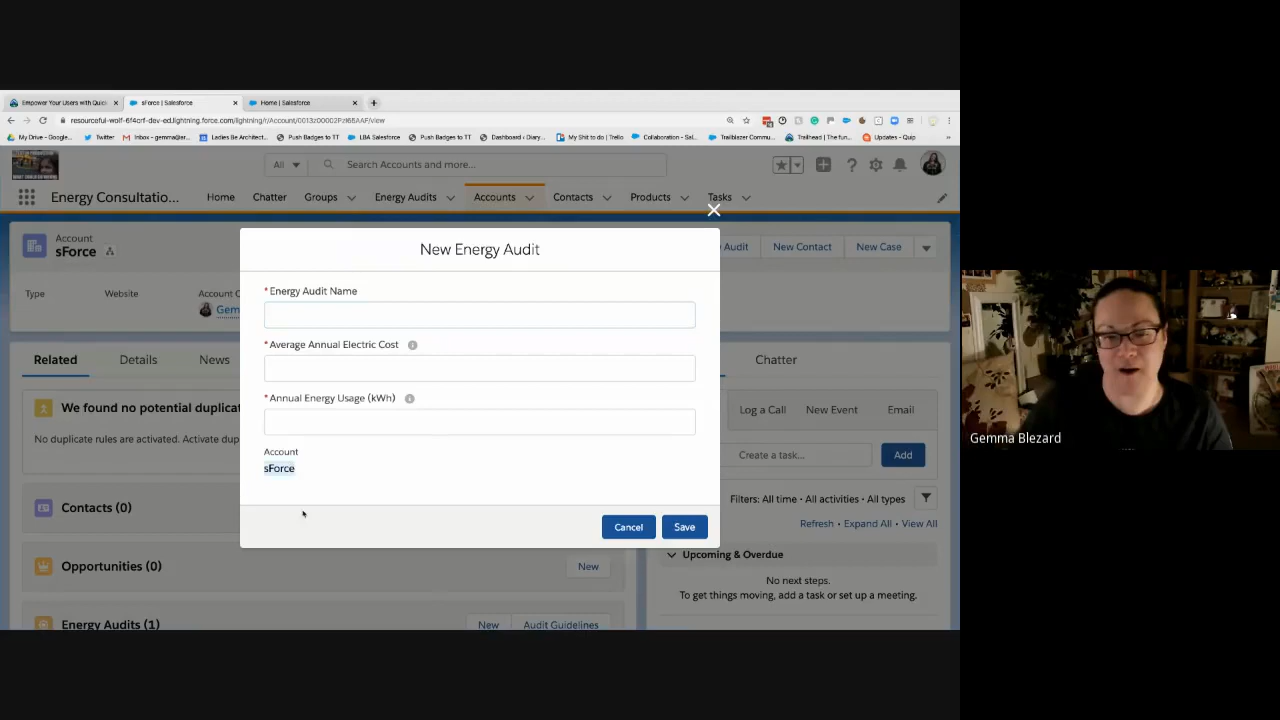 Empower Your Users with Quick
sForce | Salesforce
Home | Salesforce
resourceful-wolf-6f4crf-dev-ed.lightning.force.com/lightning/r/Account/
/view
My Drive - Google...
Twitter
Inbox - gemma@ar...
Ladies Be Architect...
Push Badges to TT
LBA Salesforce
Push Badges to TT
Dashboard / Diary...
My Shit to do | Trello
Collaboration - Sal...
Trailblazer Commu...
Trailhead | The fun...
Updates - Quip
All
Search Accounts and more...
Energy Consultatio...
Home
Chatter
Groups
Energy Audits
Accounts
Contacts
Products
Tasks
Account
sForce
Audit
New Contact
New Case
Type
Website
Account
Gem
New Energy Audit
* Energy Audit Name
* Average Annual Electric Cost
* Annual Energy Usage (kWh)
Account
sForce
Cancel
Save
Related
Details
News
Chatter
We found no potential duplicat
No duplicate rules are activated. Activate dup
Log a Call
New Event
Email
Create a task...
Add
Contacts (0)
Filters: All time • All activities • All types
Refresh • Expand All • View All
Opportunities (0)
New
Upcoming & Overdue
No next steps.
To get things moving, add a task or set up a meeting.
Energy Audits (1)
New
Audit Guidelines
Gemma Blezard